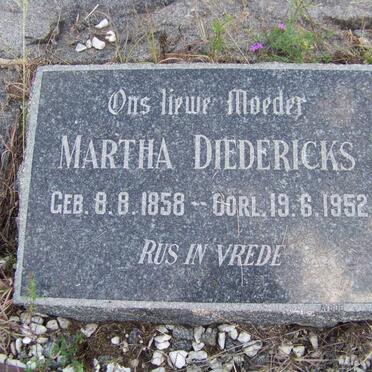 Ons liewe Moeder
MARTHA DIEDERICKS
GEB. 8.8.1858 -- OORL. 19.6.1952
RUS IN VREDE